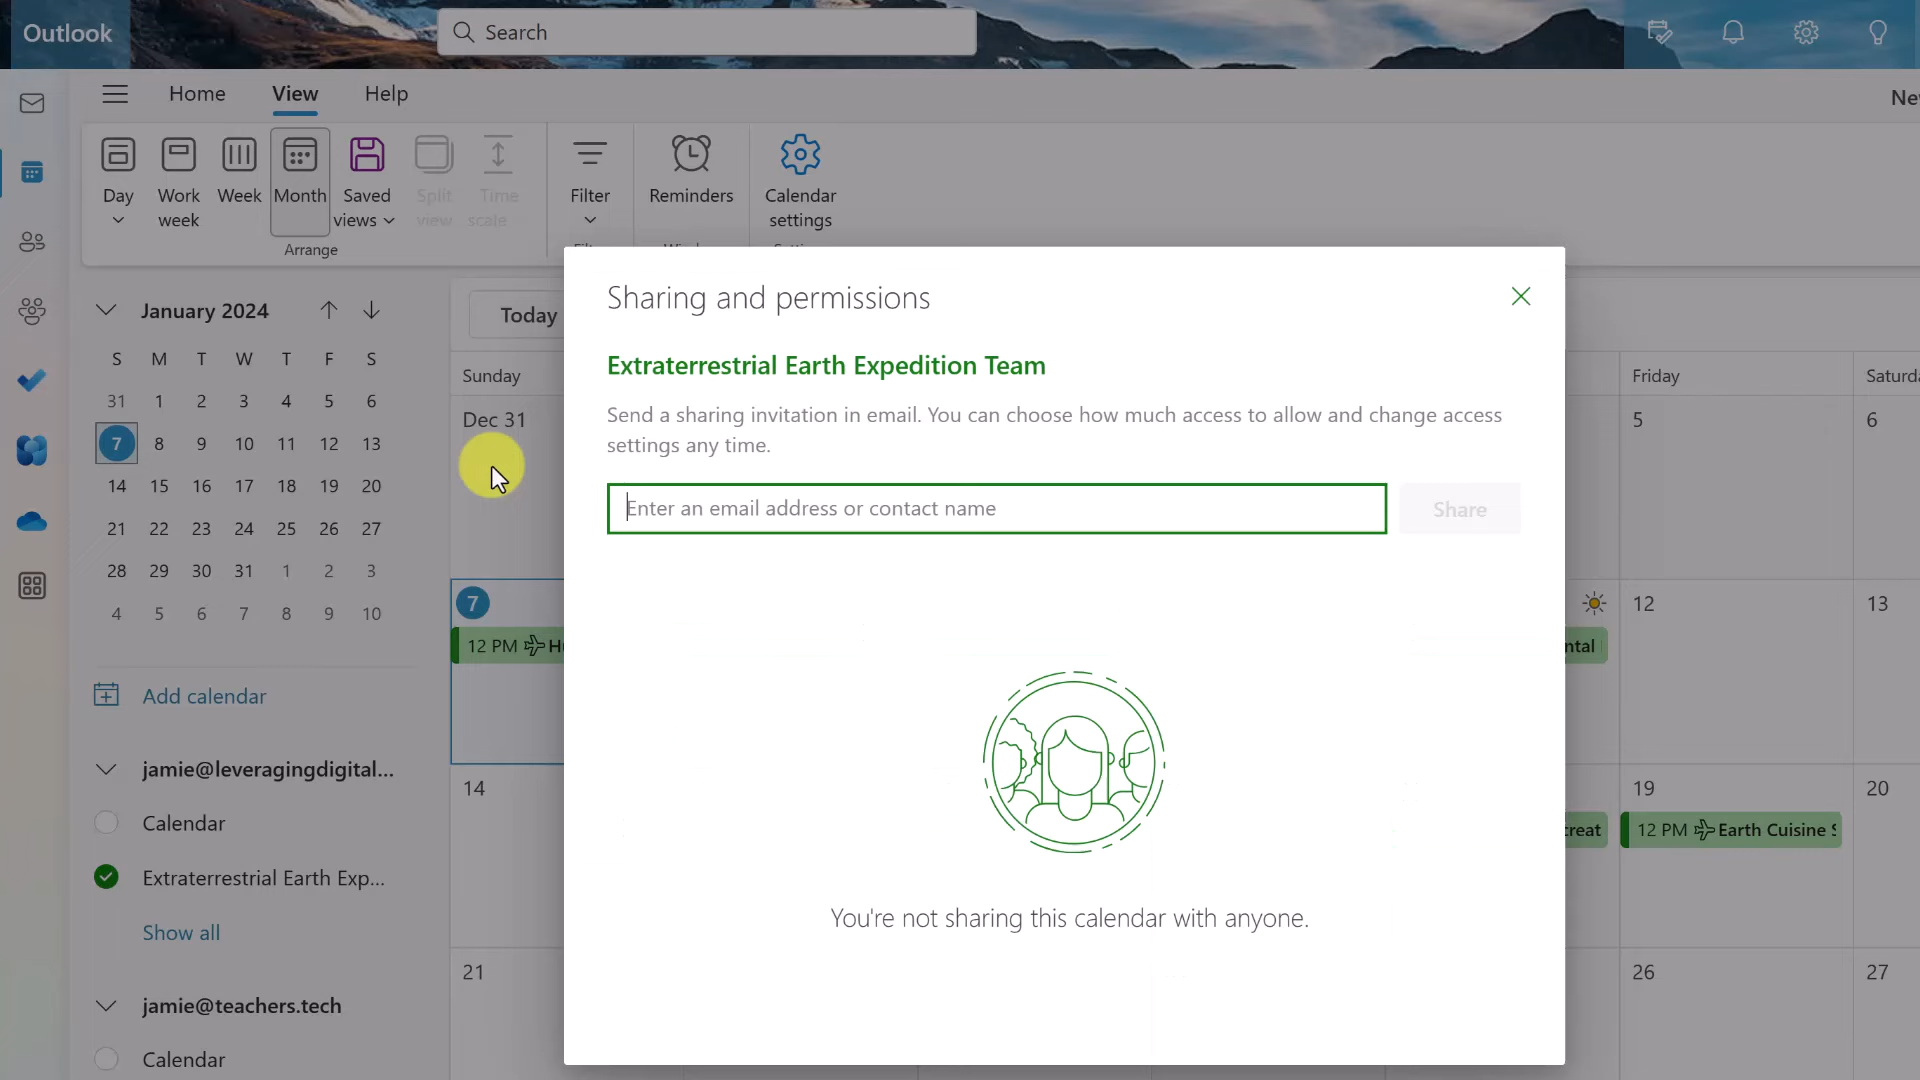 Outlook
Search
Home View Help
New
Day
Work
week
Week
Month
Saved
views
Split
view
Time
scale
Filter
Reminders
Calendar
settings
Arrange
Sharing and permissions
Extraterrestrial Earth Expedition Team
Send a sharing invitation in email. You can choose how much access to allow and change access
settings any time.
Enter an email address or contact name
Share
You're not sharing this calendar with anyone.
January 2024
S M T W T F S
31 1 2 3 4 5 6
7 8 9 10 11 12 13
14 15 16 17 18 19 20
21 22 23 24 25 26 27
28 29 30 31 1 2 3
4 5 6 7 8 9 10
Add calendar
jamie@leveragingdigital...
Calendar
Extraterrestrial Earth Exp...
Show all
jamie@teachers.tech
Calendar
Today
Sunday
Friday
Saturda
Dec 31
5
6
7
12 PM H
ntal
12
13
14
creat
19
12 PM Earth Cuisine S
20
21
26
27